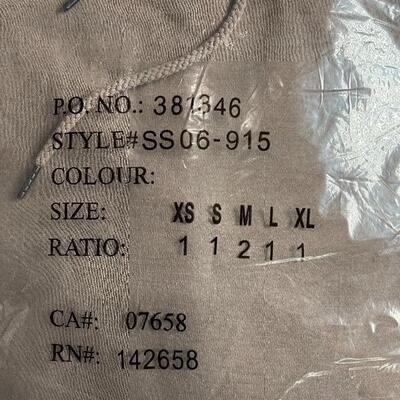 P.O. NO.: 381346
STYLE#SS06-915
COLOUR:
SIZE: XS S M L XL
RATIO: 1 1 2 1 1
CA#: 07658
RN#: 142658